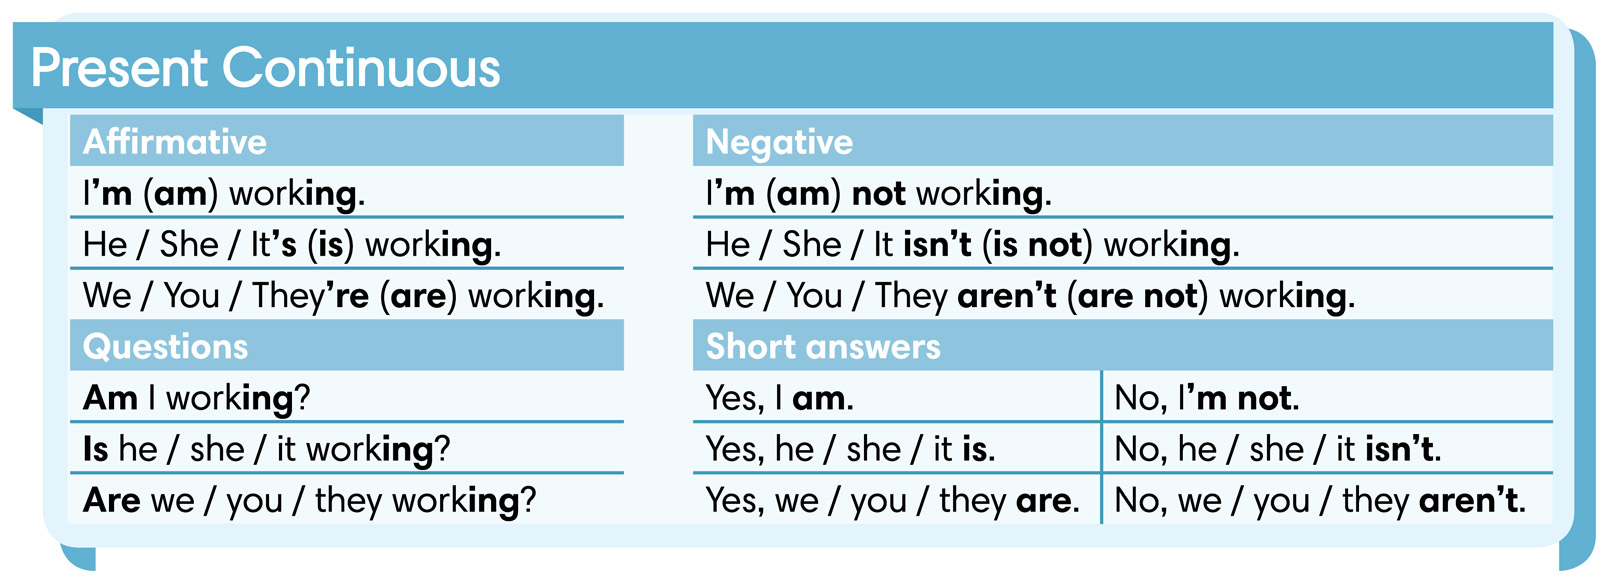 Present Continuous
Affirmative
I’m (am) working.
He / She / It’s (is) working.
We / You / They’re (are) working.
Negative
I’m (am) not working.
He / She / It isn’t (is not) working.
We / You / They aren’t (are not) working.
Questions
Am I working?
Is he / she / it working?
Are we / you / they working?
Short answers
Yes, I am. No, I’m not.
Yes, he / she / it is. No, he / she / it isn’t.
Yes, we / you / they are. No, we / you / they aren’t.